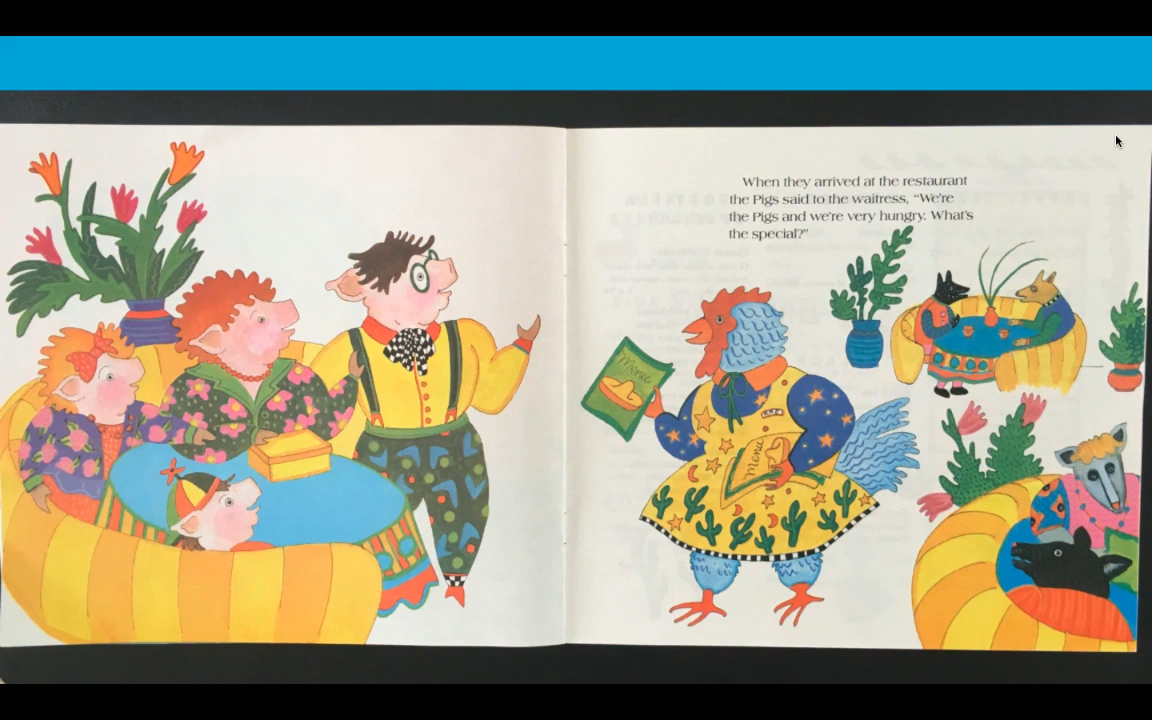 When they arrived at the restaurant
the Pigs said to the waitress, “We’re
the Pigs and we’re very hungry. What’s
the special?”
Menu
Menu